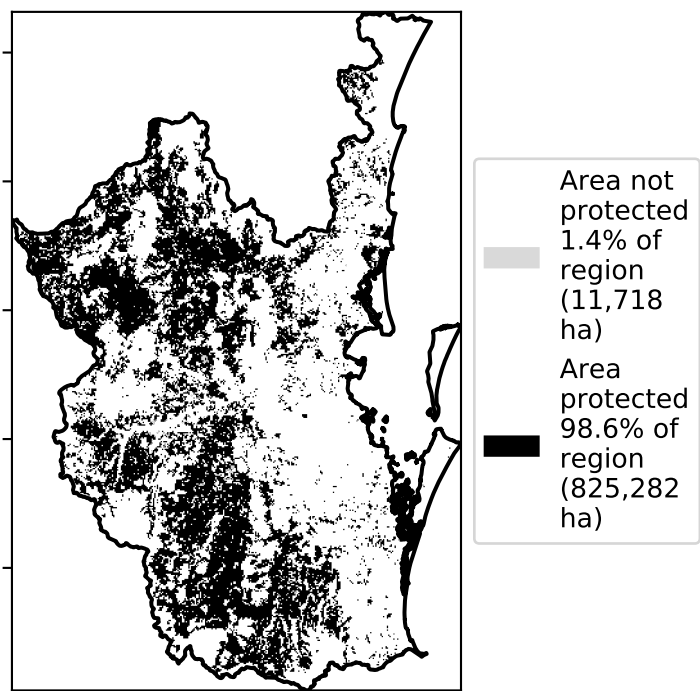 Area not
protected
1.4% of
region
(11,718
ha)
Area
protected
98.6% of
region
(825,282
ha)